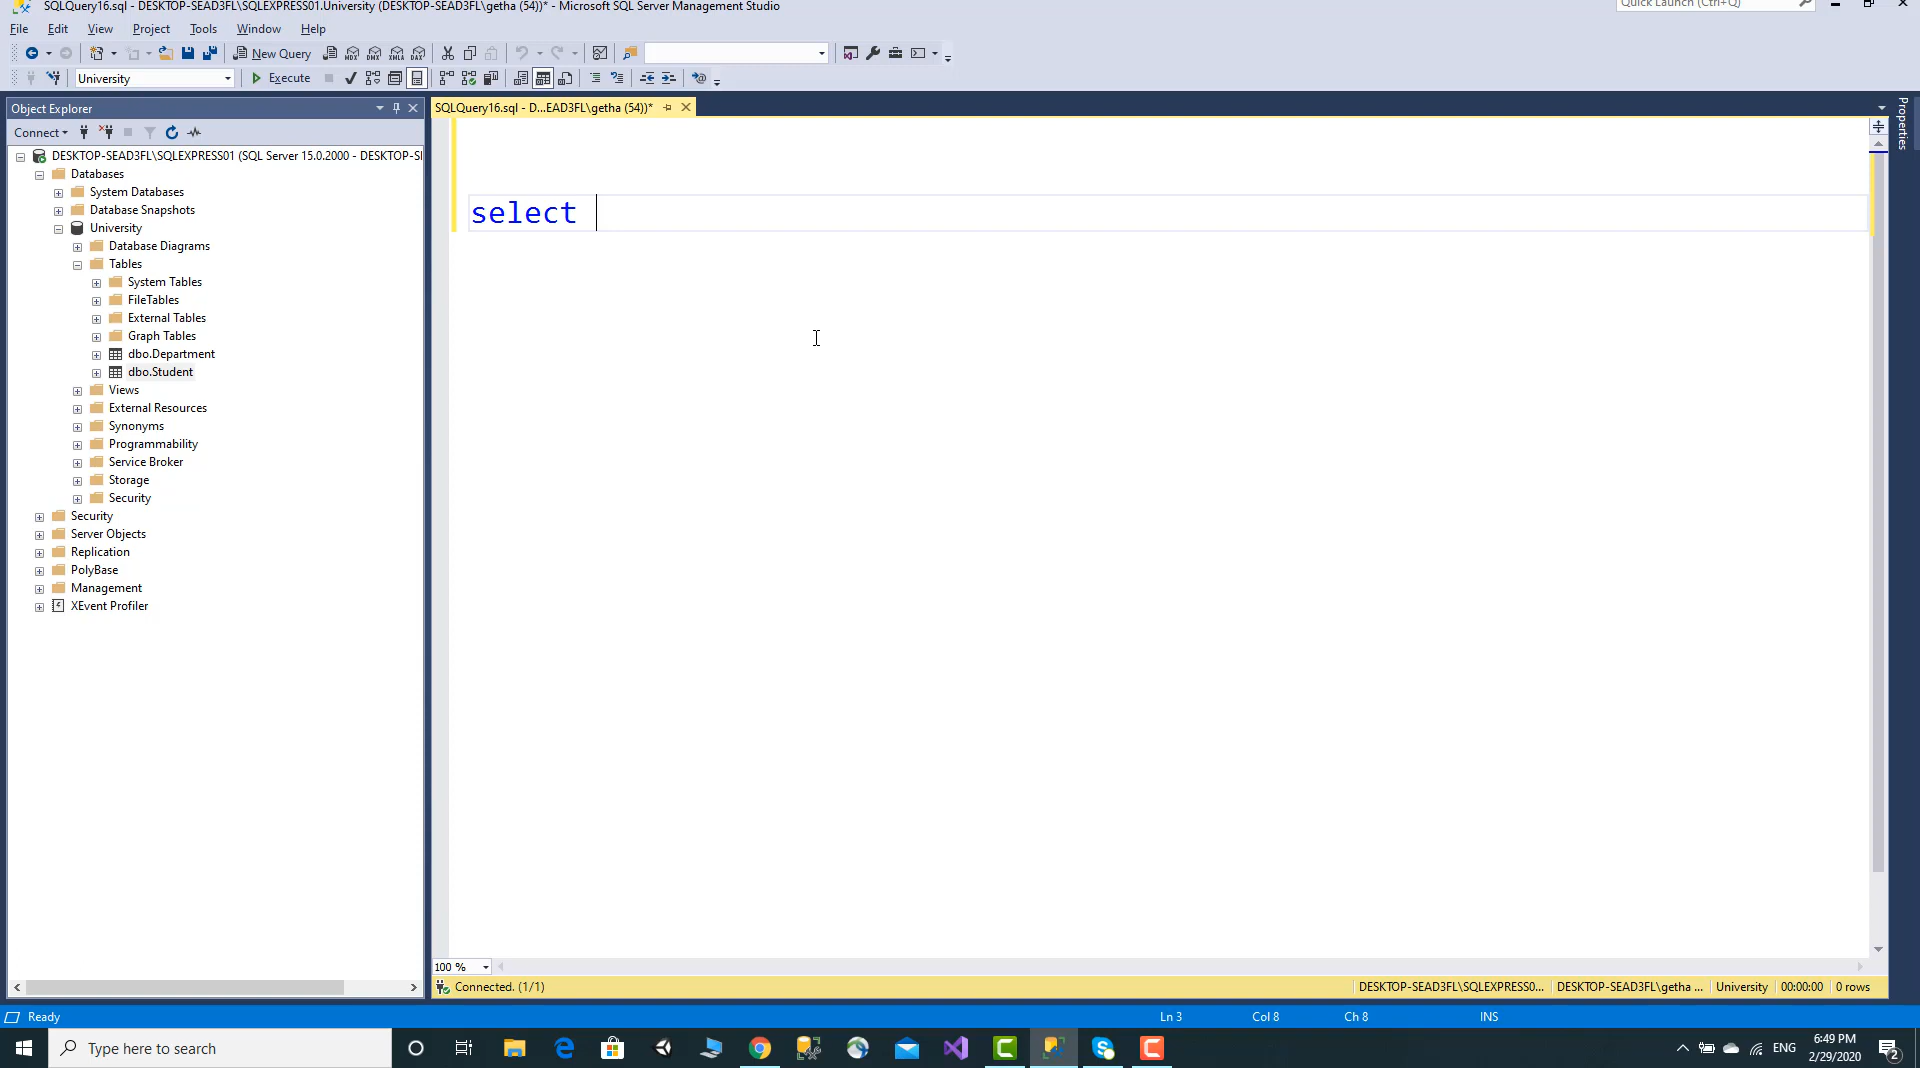 SQLQuery16.sql - DESKTOP-SEAD3FL\SQLEXPRESS01.University (DESKTOP-SEAD3FL\getha (54))* - Microsoft SQL Server Management Studio
Quick Launch (Ctrl+Q)
File Edit View Project Tools Window Help
New Query
University
Execute
Object Explorer
SQLQuery16.sql - D...EAD3FL\getha (54))*
Properties
Connect
DESKTOP-SEAD3FL\SQLEXPRESS01 (SQL Server 15.0.2000 - DESKTOP-SI
Databases
System Databases
Database Snapshots
University
Database Diagrams
Tables
System Tables
FileTables
External Tables
Graph Tables
dbo.Department
dbo.Student
Views
External Resources
Synonyms
Programmability
Service Broker
Storage
Security
Security
Server Objects
Replication
PolyBase
Management
XEvent Profiler
select
100 %
Connected. (1/1)
DESKTOP-SEAD3FL\SQLEXPRESS0... DESKTOP-SEAD3FL\getha ... University 00:00:00 0 rows
Ready
Ln 3 Col 8 Ch 8 INS
Type here to search
ENG
6:49 PM
2/29/2020
2